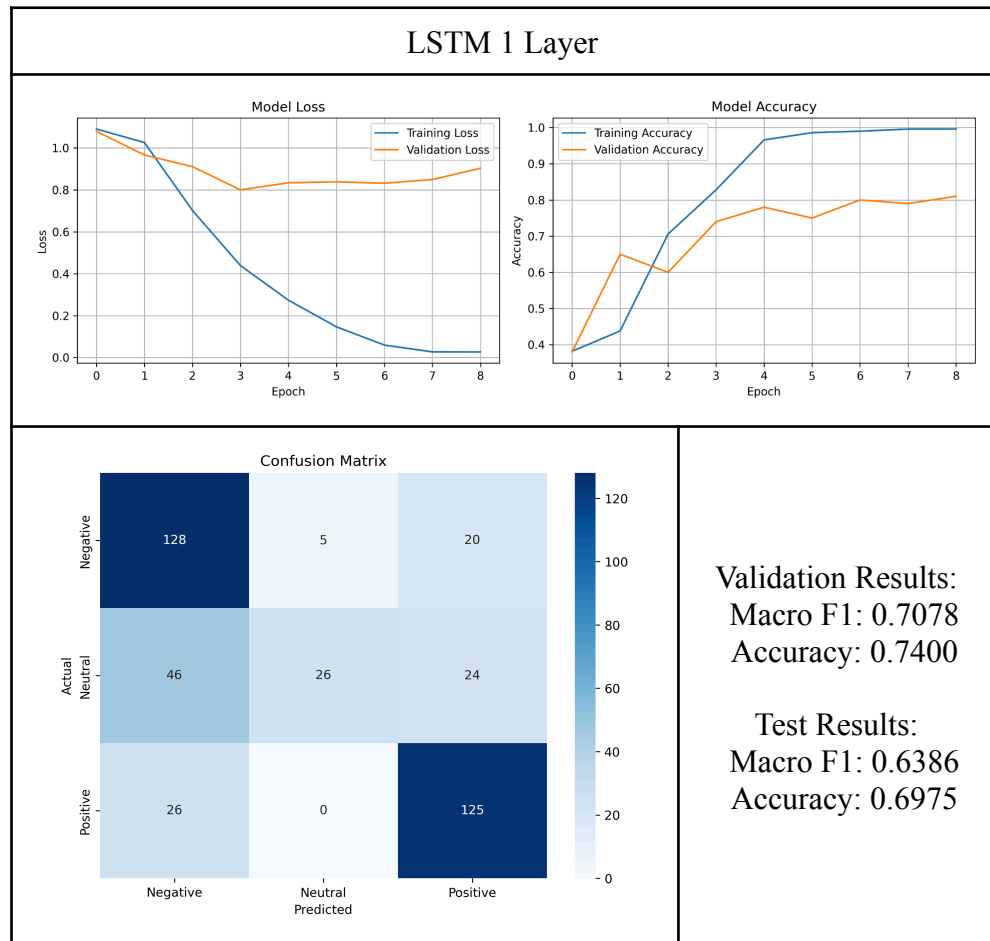 LSTM 1 Layer
Model Loss
Training Loss
Validation Loss
1.0
0.8
0.6
0.4
0.2
0.0
Loss
0 1 2 3 4 5 6 7 8
Epoch
Model Accuracy
Training Accuracy
Validation Accuracy
1.0
0.9
0.8
0.7
0.6
0.5
0.4
Accuracy
0 1 2 3 4 5 6 7 8
Epoch
Confusion Matrix
Actual
Negative
128 5 20
Neutral
46 26 24
Positive
26 0 125
Negative Neutral Positive
Predicted
120
100
80
60
40
20
0
Validation Results:
Macro F1: 0.7078
Accuracy: 0.7400
Test Results:
Macro F1: 0.6386
Accuracy: 0.6975